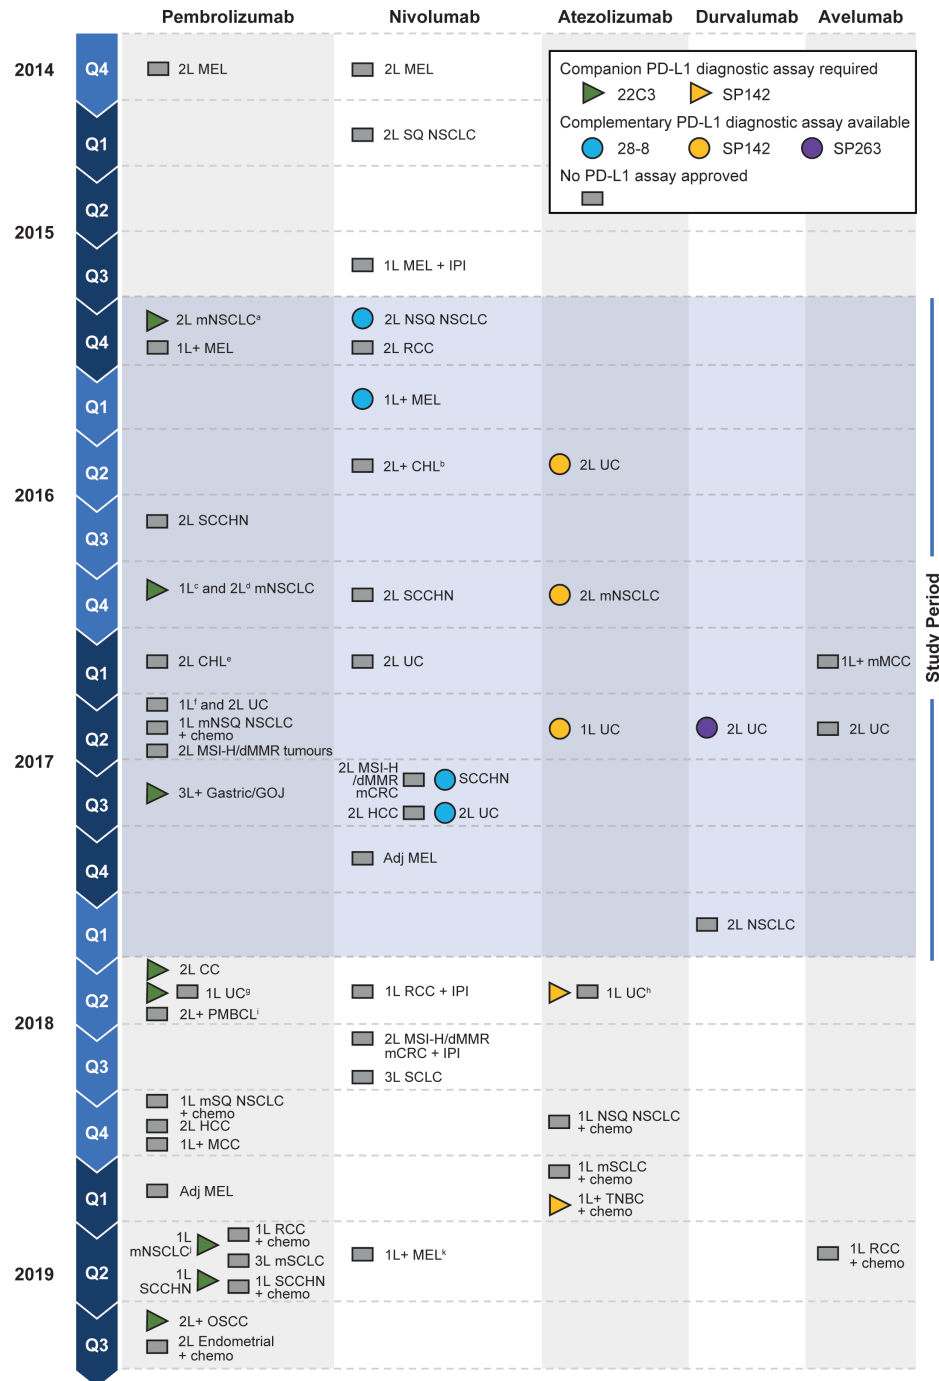 Pembrolizumab Nivolumab Atezolizumab Durvalumab Avelumab
2014 Q4 2L MEL 2L MEL
Companion PD-L1 diagnostic assay required
22C3 SP142
Complementary PD-L1 diagnostic assay available
28-8 SP142 SP263
No PD-L1 assay approved
Q1 2L SQ NSCLC
Q2
2015
Q3 1L MEL + IPI
Q4 2L mNSCLCᵃ 2L NSQ NSCLC
1L+ MEL 2L RCC
Q1 1L+ MEL
Q2 2L+ CHLᵇ 2L UC
2016
Q3 2L SCCHN
Q4 1Lᶜ and 2Lᵈ mNSCLC 2L SCCHN 2L mNSCLC
Study Period
Q1 2L CHLᵉ 2L UC 1L+ mMCC
Q2 1Lᶠ and 2L UC
1L mNSQ NSCLC
+ chemo
1L UC 2L UC 2L UC
2L MSI-H/dMMR tumours
2017
Q3 3L+ Gastric/GOJ
2L MSI-H
/dMMR
mCRC
SCCHN
2L HCC 2L UC
Q4 Adj MEL
Q1 2L NSCLC
Q2 2L CC
1L UCᵍ 1L RCC + IPI 1L UCʰ
2L+ PMBCLⁱ
2018
Q3 2L MSI-H/dMMR
mCRC + IPI
3L SCLC
Q4 1L mSQ NSCLC
+ chemo
2L HCC
1L+ MCC
1L NSQ NSCLC
+ chemo
Q1 Adj MEL
1L mSCLC
+ chemo
1L+ TNBC
+ chemo
2019
Q2 1L
mNSCLCʲ
1L RCC
+ chemo
3L mSCLC
1L
SCCHN
1L SCCHN
+ chemo
1L+ MELᵏ
1L RCC
+ chemo
Q3 2L+ OSCC
2L Endometrial
+ chemo